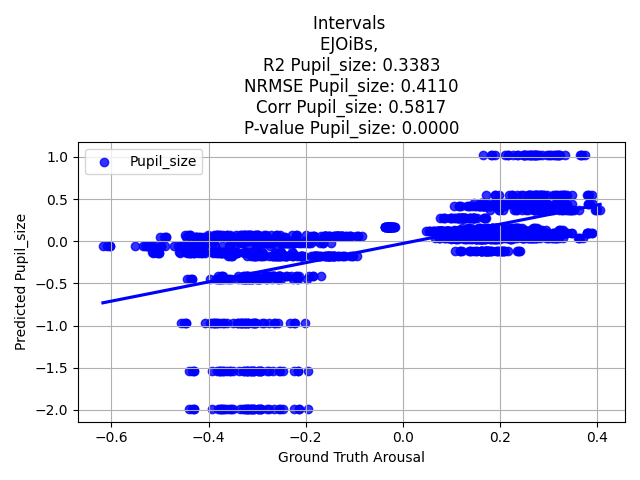 Intervals
EJOiBs,
R2 Pupil_size: 0.3383
NRMSE Pupil_size: 0.4110
Corr Pupil_size: 0.5817
P-value Pupil_size: 0.0000
Pupil_size
1.0
0.5
0.0
−0.5
−1.0
−1.5
−2.0
Predicted Pupil_size
−0.6
−0.4
−0.2
0.0
0.2
0.4
Ground Truth Arousal